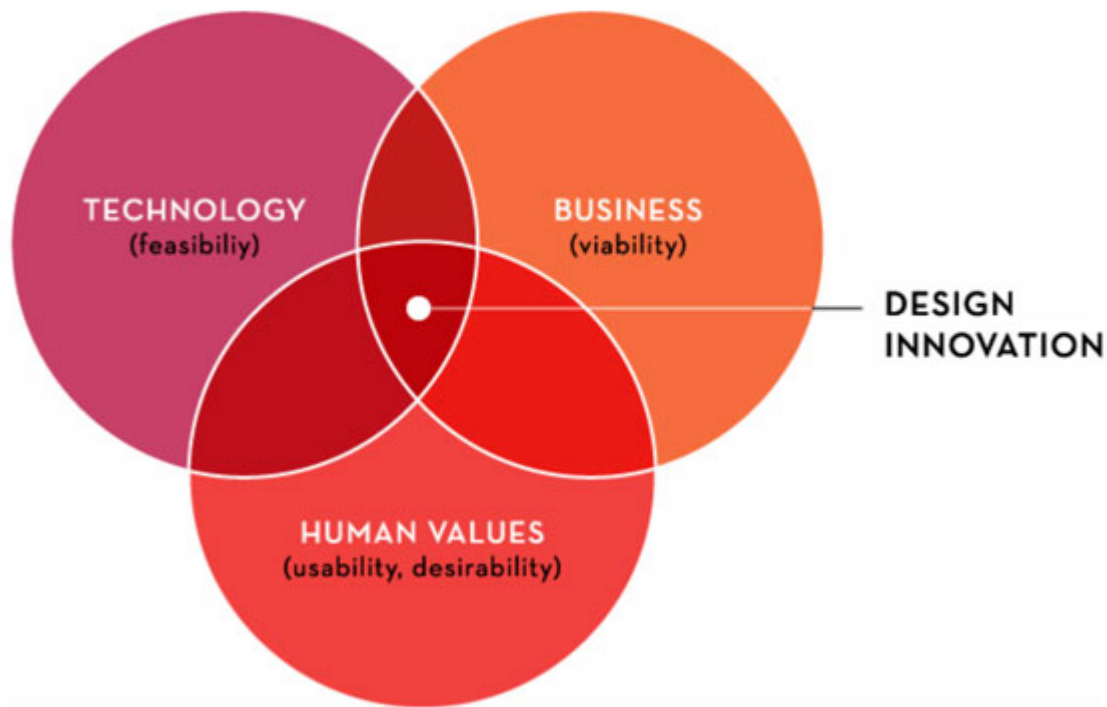 TECHNOLOGY
(feasibiliy)
BUSINESS
(viability)
DESIGN
INNOVATION
HUMAN VALUES
(usability, desirability)